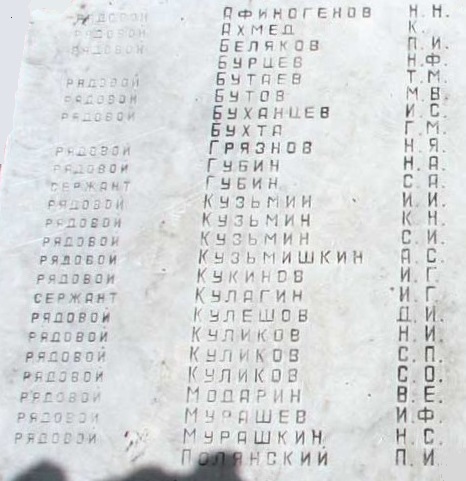 РЯДОВОЙ АФИНОГЕНОВ Н.Н.
РЯДОВОЙ АХМЕД К.
РЯДОВОЙ БЕЛЯКОВ П.И.
БУРЦЕВ Н.Ф.
РЯДОВОЙ БУТАЕВ Т.М.
РЯДОВОЙ БУТОВ М.В.
РЯДОВОЙ БУХАНЦЕВ И.С.
БУХТА Г.М.
РЯДОВОЙ ГРЯЗНОВ Н.Я.
РЯДОВОЙ ГУБИН Н.А.
СЕРЖАНТ ГУБИН С.А.
РЯДОВОЙ КУЗЬМИН И.И.
РЯДОВОЙ КУЗЬМИН К.Н.
РЯДОВОЙ КУЗЬМИН С.И.
РЯДОВОЙ КУЗЬМИШКИН А.С.
РЯДОВОЙ КУКИНОВ И.Г.
СЕРЖАНТ КУЛАГИН И.Г.
РЯДОВОЙ КУЛЕШОВ Д.И.
РЯДОВОЙ КУЛИКОВ Н.И.
РЯДОВОЙ КУЛИКОВ С.П.
РЯДОВОЙ КУЛИКОВ С.О.
РЯДОВОЙ МОДАРИН В.Е.
РЯДОВОЙ МУРАШЕВ И.Ф.
РЯДОВОЙ МУРАШКИН Н.С.
ПОЛЯНСКИЙ П.И.